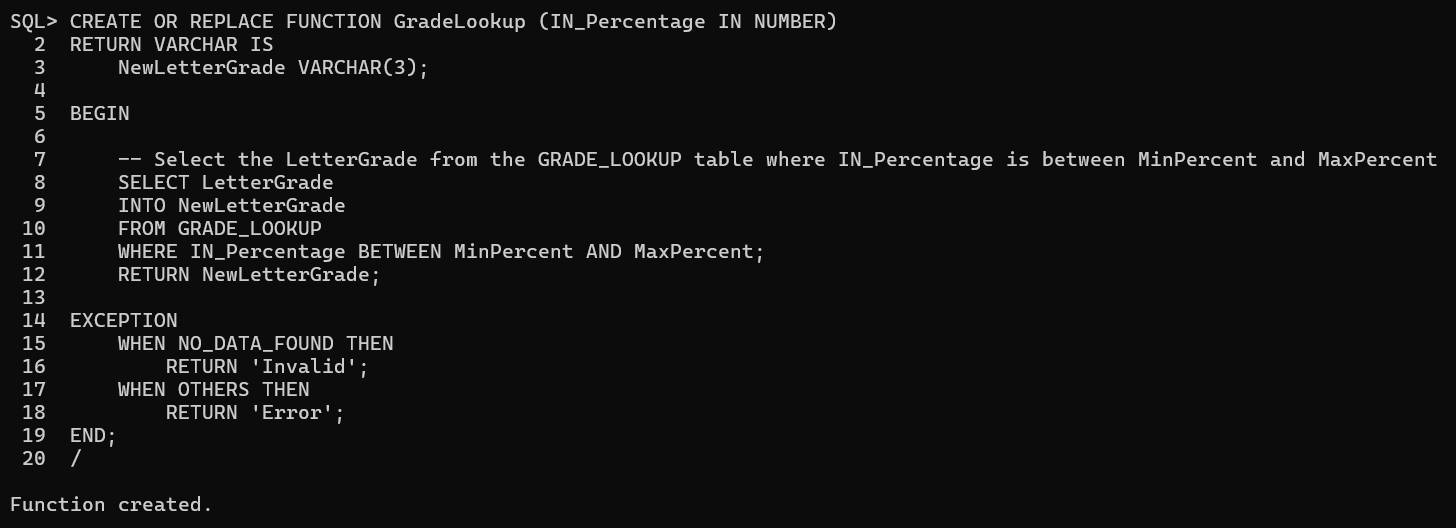 SQL> CREATE OR REPLACE FUNCTION GradeLookup (IN_Percentage IN NUMBER)
  2  RETURN VARCHAR IS
  3      NewLetterGrade VARCHAR(3);
  4
  5  BEGIN
  6
  7      -- Select the LetterGrade from the GRADE_LOOKUP table where IN_Percentage is between MinPercent and MaxPercent
  8      SELECT LetterGrade
  9      INTO NewLetterGrade
 10      FROM GRADE_LOOKUP
 11      WHERE IN_Percentage BETWEEN MinPercent AND MaxPercent;
 12      RETURN NewLetterGrade;
 13
 14  EXCEPTION
 15      WHEN NO_DATA_FOUND THEN
 16          RETURN 'Invalid';
 17      WHEN OTHERS THEN
 18          RETURN 'Error';
 19  END;
 20  /

Function created.